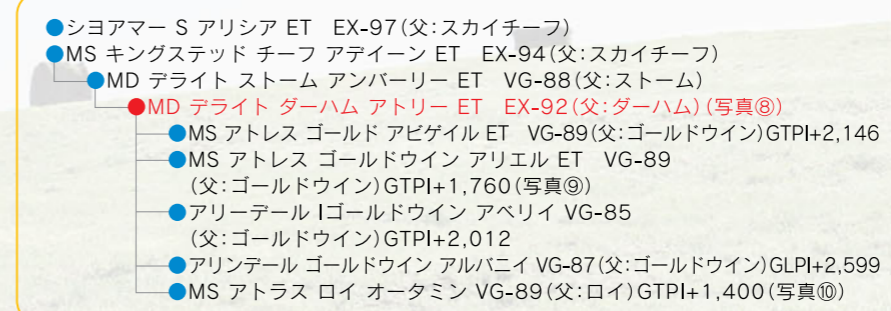 ●シヨアマー S アリシア ET　EX-97(父:スカイチーフ)
●MS キングステッド チーフ アデイーン ET　EX-94(父:スカイチーフ)
●MD デライト ストーム アンバーリー ET　VG-88(父:ストーム)
●MD デライト ダーハム アトリー ET　EX-92(父:ダーハム)(写真⑧)
●MS アトレス ゴールド アビゲイル ET　VG-89(父:ゴールドウイン)GTPI+2,146
●MS アトレス ゴールドウイン アリエル ET　VG-89
(父:ゴールドウイン)GTPI+1,760(写真⑨)
●アリーデール Iゴールドウイン アベリイ VG-85
(父:ゴールドウイン)GTPI+2,012
●アリンデール ゴールドウイン アルバニイ VG-87(父:ゴールドウイン)GLPI+2,599
●MS アトラス ロイ オータミン VG-89(父:ロイ)GTPI+1,400(写真⑩)